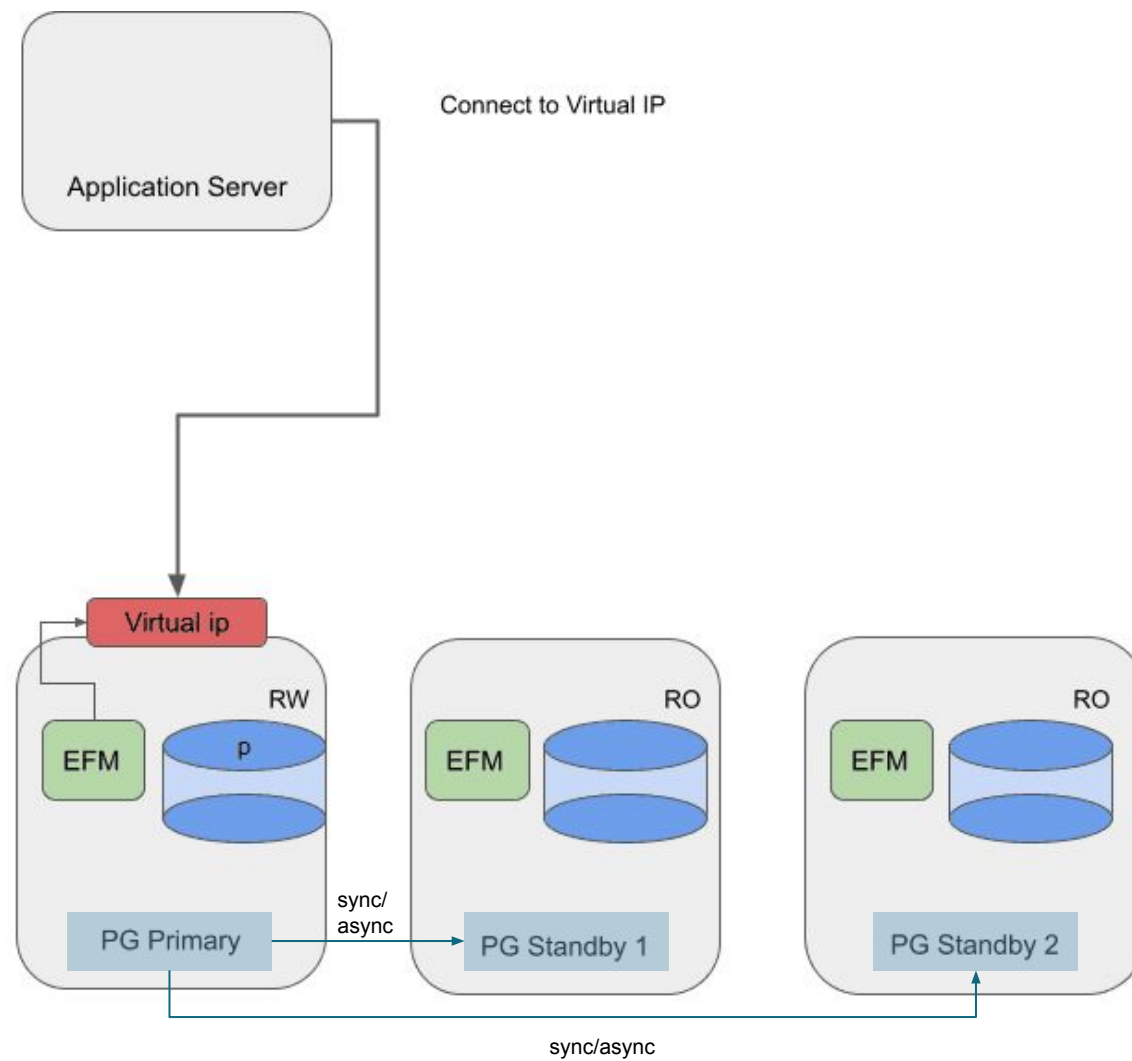 Connect to Virtual IP
Application Server
Virtual ip
RW
RO
RO
EFM
p
EFM
EFM
sync/
async
PG Primary
PG Standby 1
PG Standby 2
sync/async